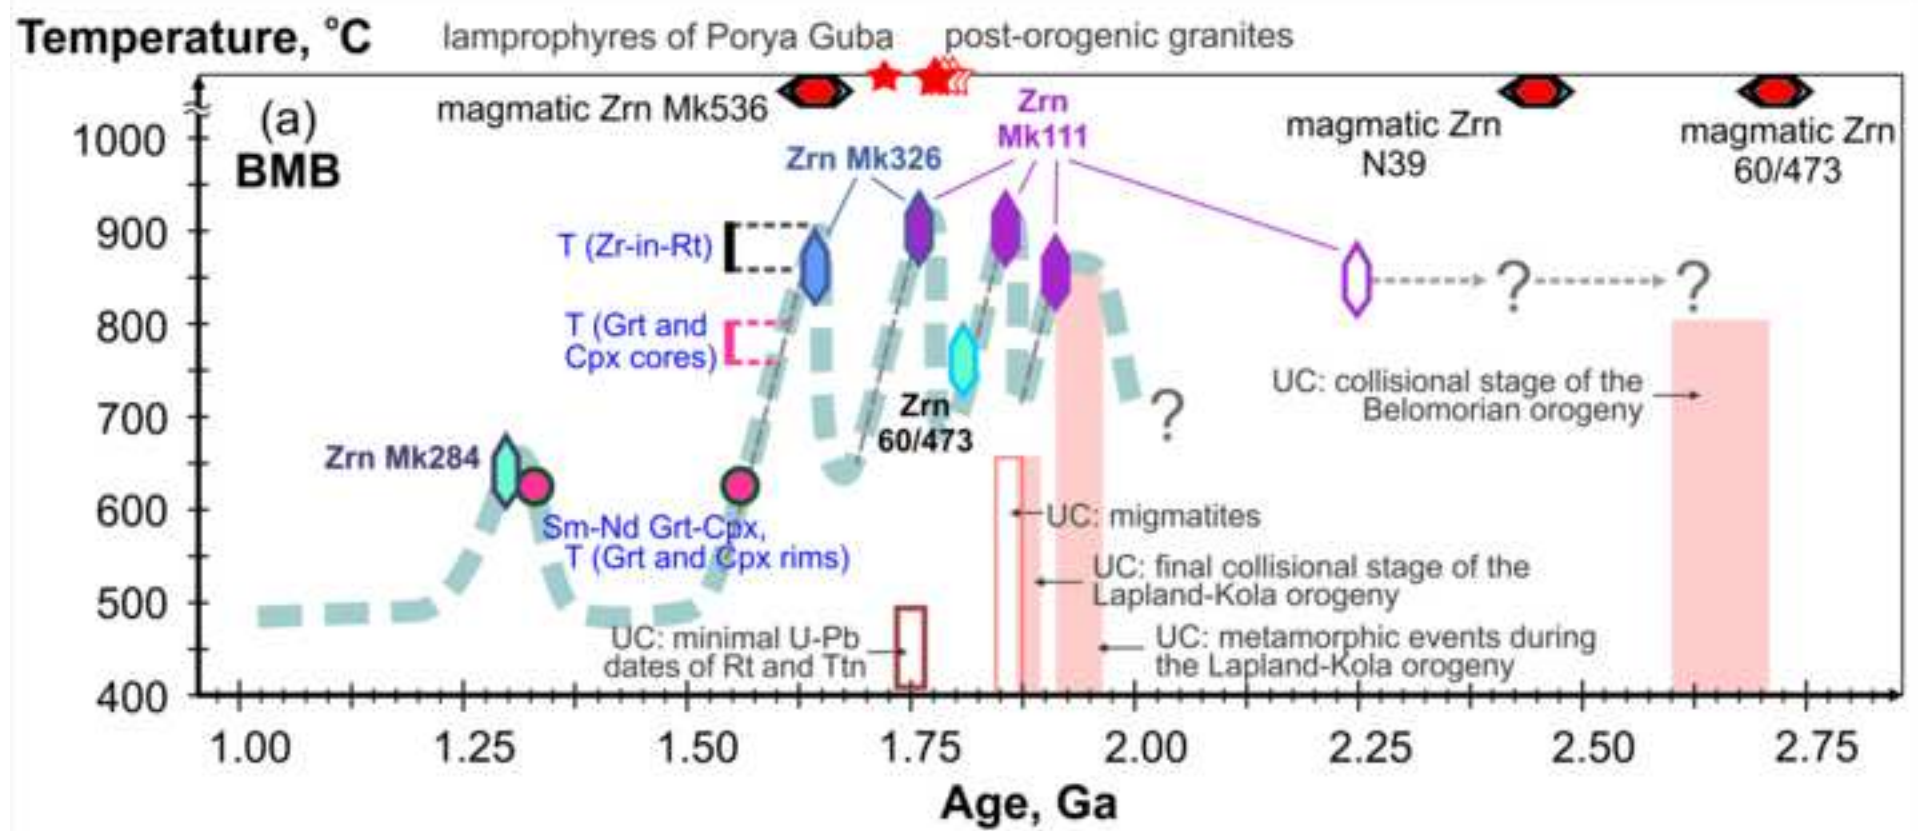 Temperature, °C
lamprophyres of Porya Guba
post-orogenic granites
(a)
BMB
magmatic Zrn Mk536
Zrn
Mk111
magmatic Zrn
N39
magmatic Zrn
60/473
Zrn Mk326
T (Zr-in-Rt)
T (Grt and
Cpx cores)
?
?
UC: collisional stage of the
Belomorian orogeny
?
Zrn
60/473
Zrn Mk284
Sm-Nd Grt-Cpx,
T (Grt and Cpx rims)
UC: migmatites
UC: final collisional stage of the
Lapland-Kola orogeny
UC: minimal U-Pb
dates of Rt and Ttn
UC: metamorphic events during
the Lapland-Kola orogeny
1000
900
800
700
600
500
400
1.00 1.25 1.50 1.75 2.00 2.25 2.50 2.75
Age, Ga